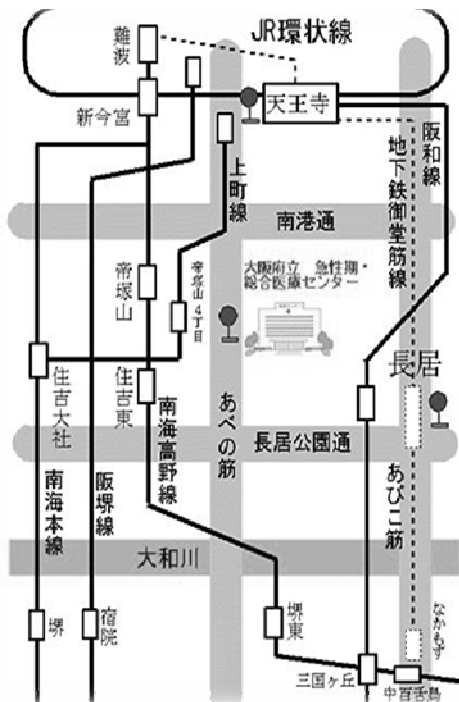 JR環状線
難波
天王寺
新今宮
阪和線
地下鉄御堂筋線
上町線
南港通
大阪府立 急性期・
総合医療センター
帝塚山
帝塚山4丁目
長居
住吉大社
住吉東
南海高野線
あべの筋
長居公園通
南海本線
阪堺線
あびこ筋
大和川
堺
宿院
堺東
なかもず
三国ヶ丘
中百舌鳥